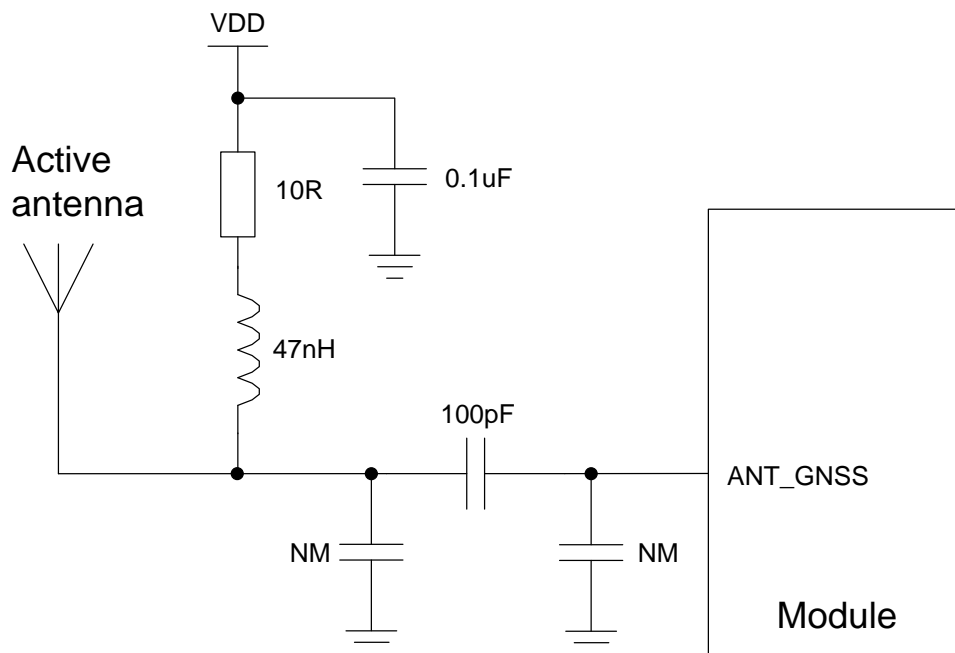 VDD
Active
antenna
10R
0.1uF
47nH
100pF
ANT_GNSS
NM
NM
Module